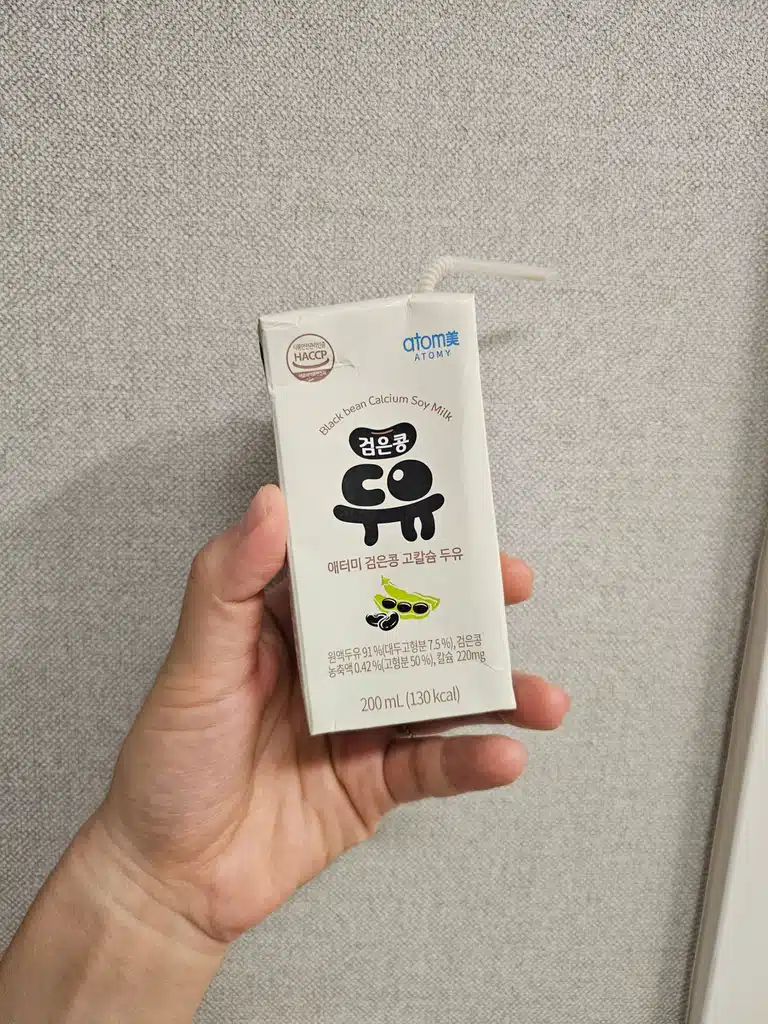 HACCP
atom美
ATOMY
Black bean Calcium Soy Milk
검은콩
두유
애터미 검은콩 고칼슘 두유
원액두유 91 %(대두고형분 7.5 %), 검은콩
농축액 0.42 %(고형분 50 %), 칼슘 220mg
200 mL (130 kcal)